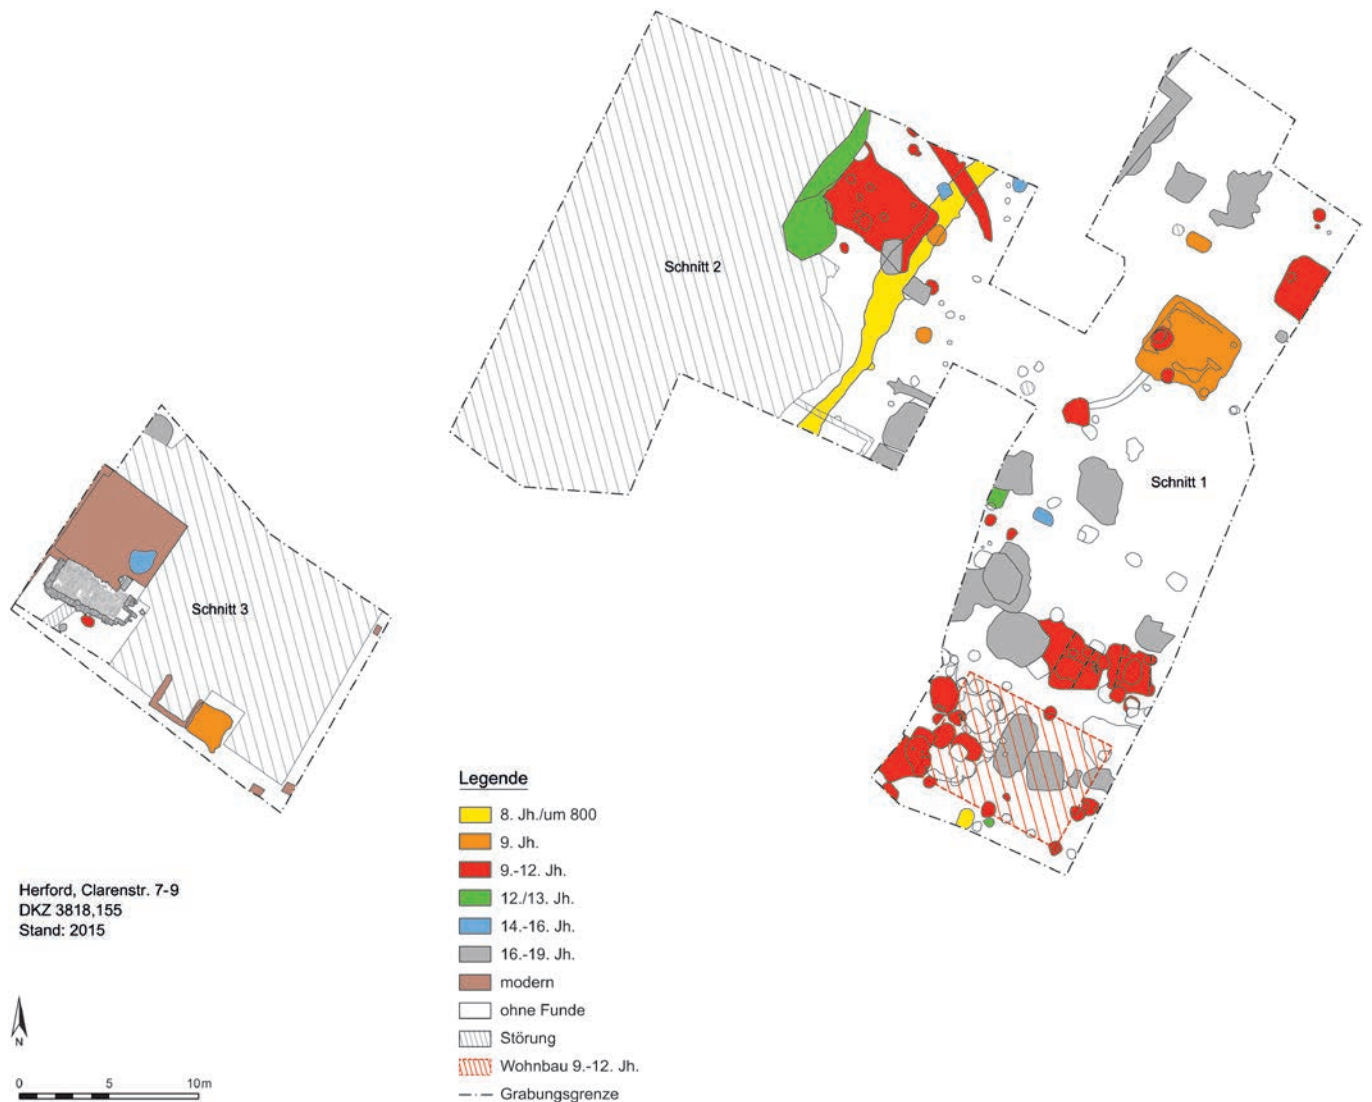 Schnitt 2
Schnitt 1
Schnitt 3
Legende
8. Jh./um 800
9. Jh.
9.-12. Jh.
12./13. Jh.
14.-16. Jh.
16.-19. Jh.
modern
ohne Funde
Störung
Wohnbau 9.-12. Jh.
Grabungsgrenze
Herford, Clarenstr. 7-9
DKZ 3818,155
Stand: 2015
N
0 5 10m